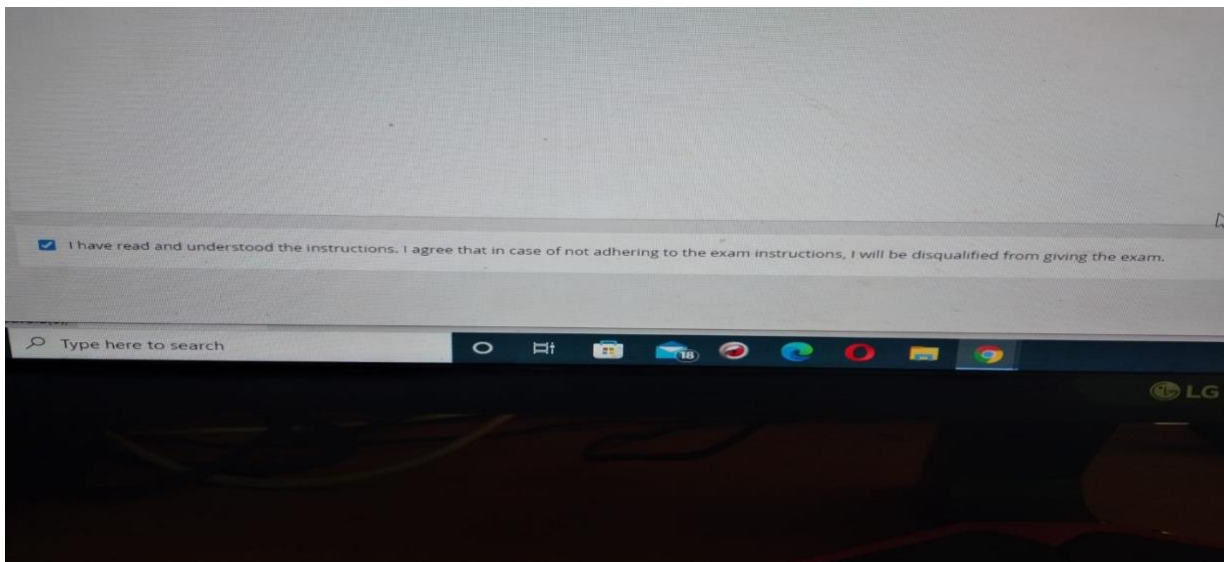 I have read and understood the instructions. I agree that in case of not adhering to the exam instructions, I will be disqualified from giving the exam.
Type here to search
18
LG